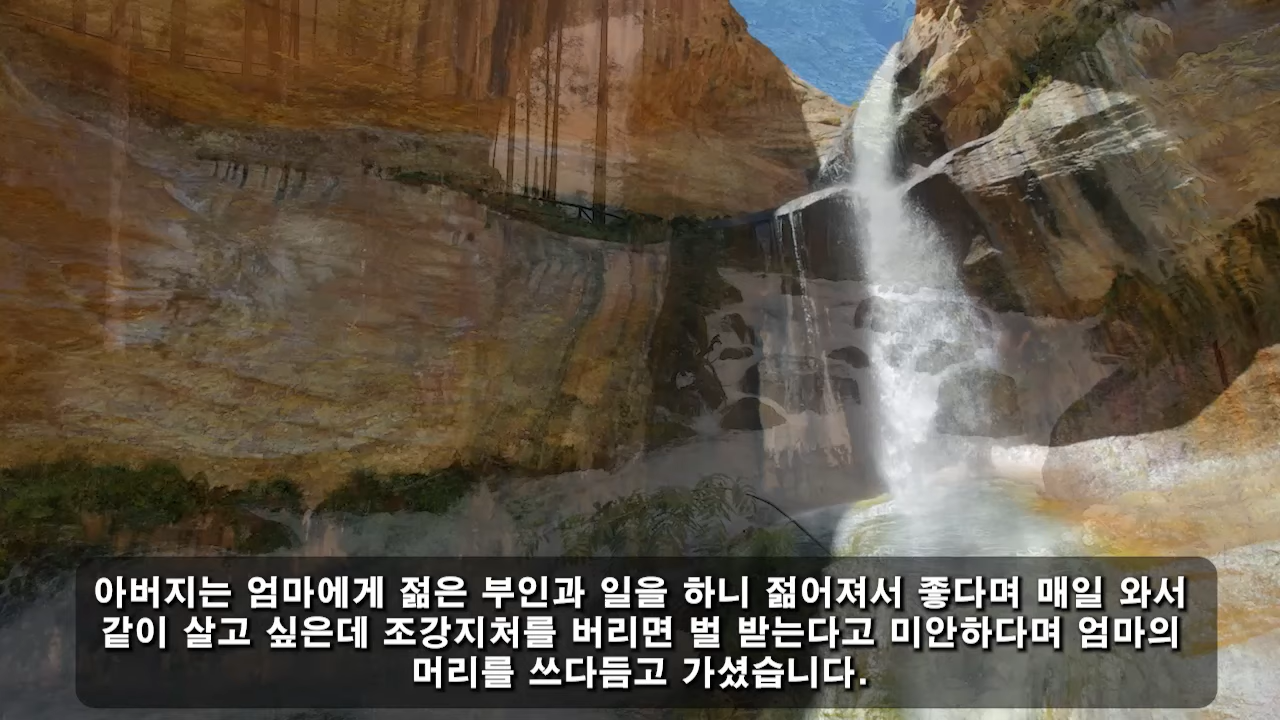 아버지는 엄마에게 젊은 부인과 일을 하니 젊어져서 좋다며 매일 와서
같이 살고 싶은데 조강지처를 버리면 벌 받는다고 미안하다며 엄마의
머리를 쓰다듬고 가셨습니다.